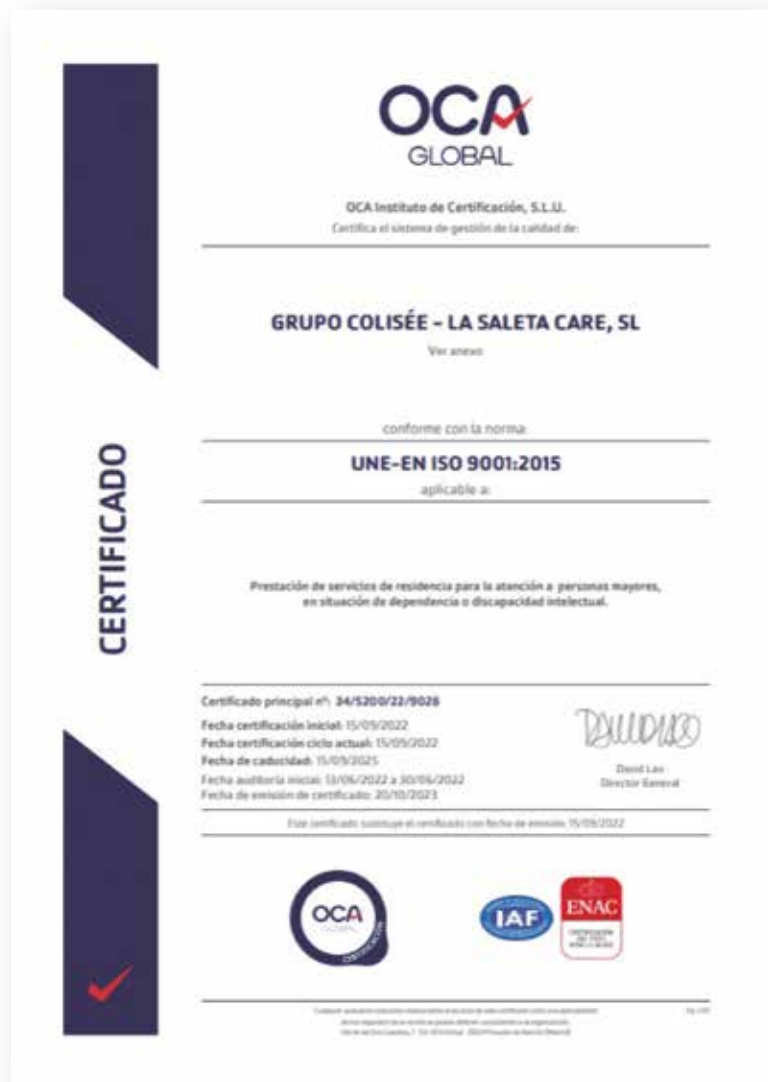 OCA
GLOBAL
OCA Instituto de Certificación, S.L.U.
Certifica el sistema de gestión de la calidad de:
GRUPO COLISÉE – LA SALETA CARE, SL
Ver anexo
conforme con la norma:
UNE-EN ISO 9001:2015
aplicable a:
CERTIFICADO
Prestación de servicios de residencia para la atención a personas mayores,
en situación de dependencia o discapacidad intelectual.
Certificado principal nº: 34/5200/22/9026
Fecha certificación inicial: 15/09/2022
Fecha certificación ciclo actual: 15/09/2022
Fecha de caducidad: 15/09/2025
Fecha auditoría inicial: 13/06/2022 a 30/06/2022
Fecha de emisión de certificado: 20/10/2023
David Lao
Director General
Este certificado sustituye el certificado con fecha de emisión 15/09/2022
OCA
GLOBAL
CERTIFICACIÓN
IAF
ENAC